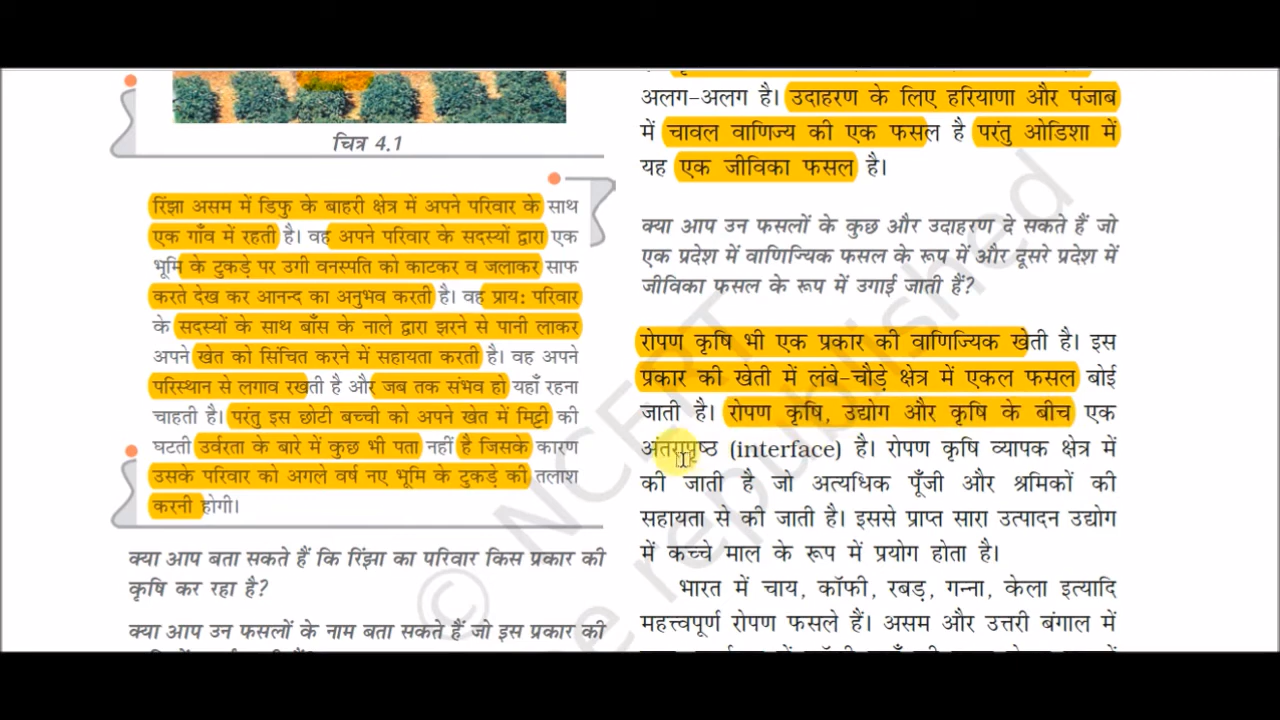 चित्र 4.1
रिंझा असम में डिफु के बाहरी क्षेत्र में अपने परिवार के साथ
एक गाँव में रहती है। वह अपने परिवार के सदस्यों द्वारा एक
भूमि के टुकड़े पर उगी वनस्पति को काटकर व जलाकर साफ
करते देख कर आनन्द का अनुभव करती है। वह प्राय: परिवार
के सदस्यों के साथ बाँस के नाले द्वारा झरने से पानी लाकर
अपने खेत को सिंचित करने में सहायता करती है। वह अपने
परिस्थान से लगाव रखती है और जब तक संभव हो यहाँ रहना
चाहती है। परंतु इस छोटी बच्ची को अपने खेत में मिट्टी की
घटती उर्वरता के बारे में कुछ भी पता नहीं है जिसके कारण
उसके परिवार को अगले वर्ष नए भूमि के टुकड़े की तलाश
करनी होगी।
क्या आप बता सकते हैं कि रिंझा का परिवार किस प्रकार की
कृषि कर रहा है?
क्या आप उन फसलों के नाम बता सकते हैं जो इस प्रकार की
अलग-अलग है। उदाहरण के लिए हरियाणा और पंजाब
में चावल वाणिज्य की एक फसल है परंतु ओडिशा में
यह एक जीविका फसल है।
क्या आप उन फसलों के कुछ और उदाहरण दे सकते हैं जो
एक प्रदेश में वाणिज्यिक फसल के रूप में और दूसरे प्रदेश में
जीविका फसल के रूप में उगाई जाती हैं?
रोपण कृषि भी एक प्रकार की वाणिज्यिक खेती है। इस
प्रकार की खेती में लंबे-चौड़े क्षेत्र में एकल फसल बोई
जाती है। रोपण कृषि, उद्योग और कृषि के बीच एक
अंतरापृष्ठ (interface) है। रोपण कृषि व्यापक क्षेत्र में
की जाती है जो अत्यधिक पूँजी और श्रमिकों की
सहायता से की जाती है। इससे प्राप्त सारा उत्पादन उद्योग
में कच्चे माल के रूप में प्रयोग होता है।
भारत में चाय, कॉफी, रबड़, गन्ना, केला इत्यादि
महत्त्वपूर्ण रोपण फसले हैं। असम और उत्तरी बंगाल में
© NCERT
republished